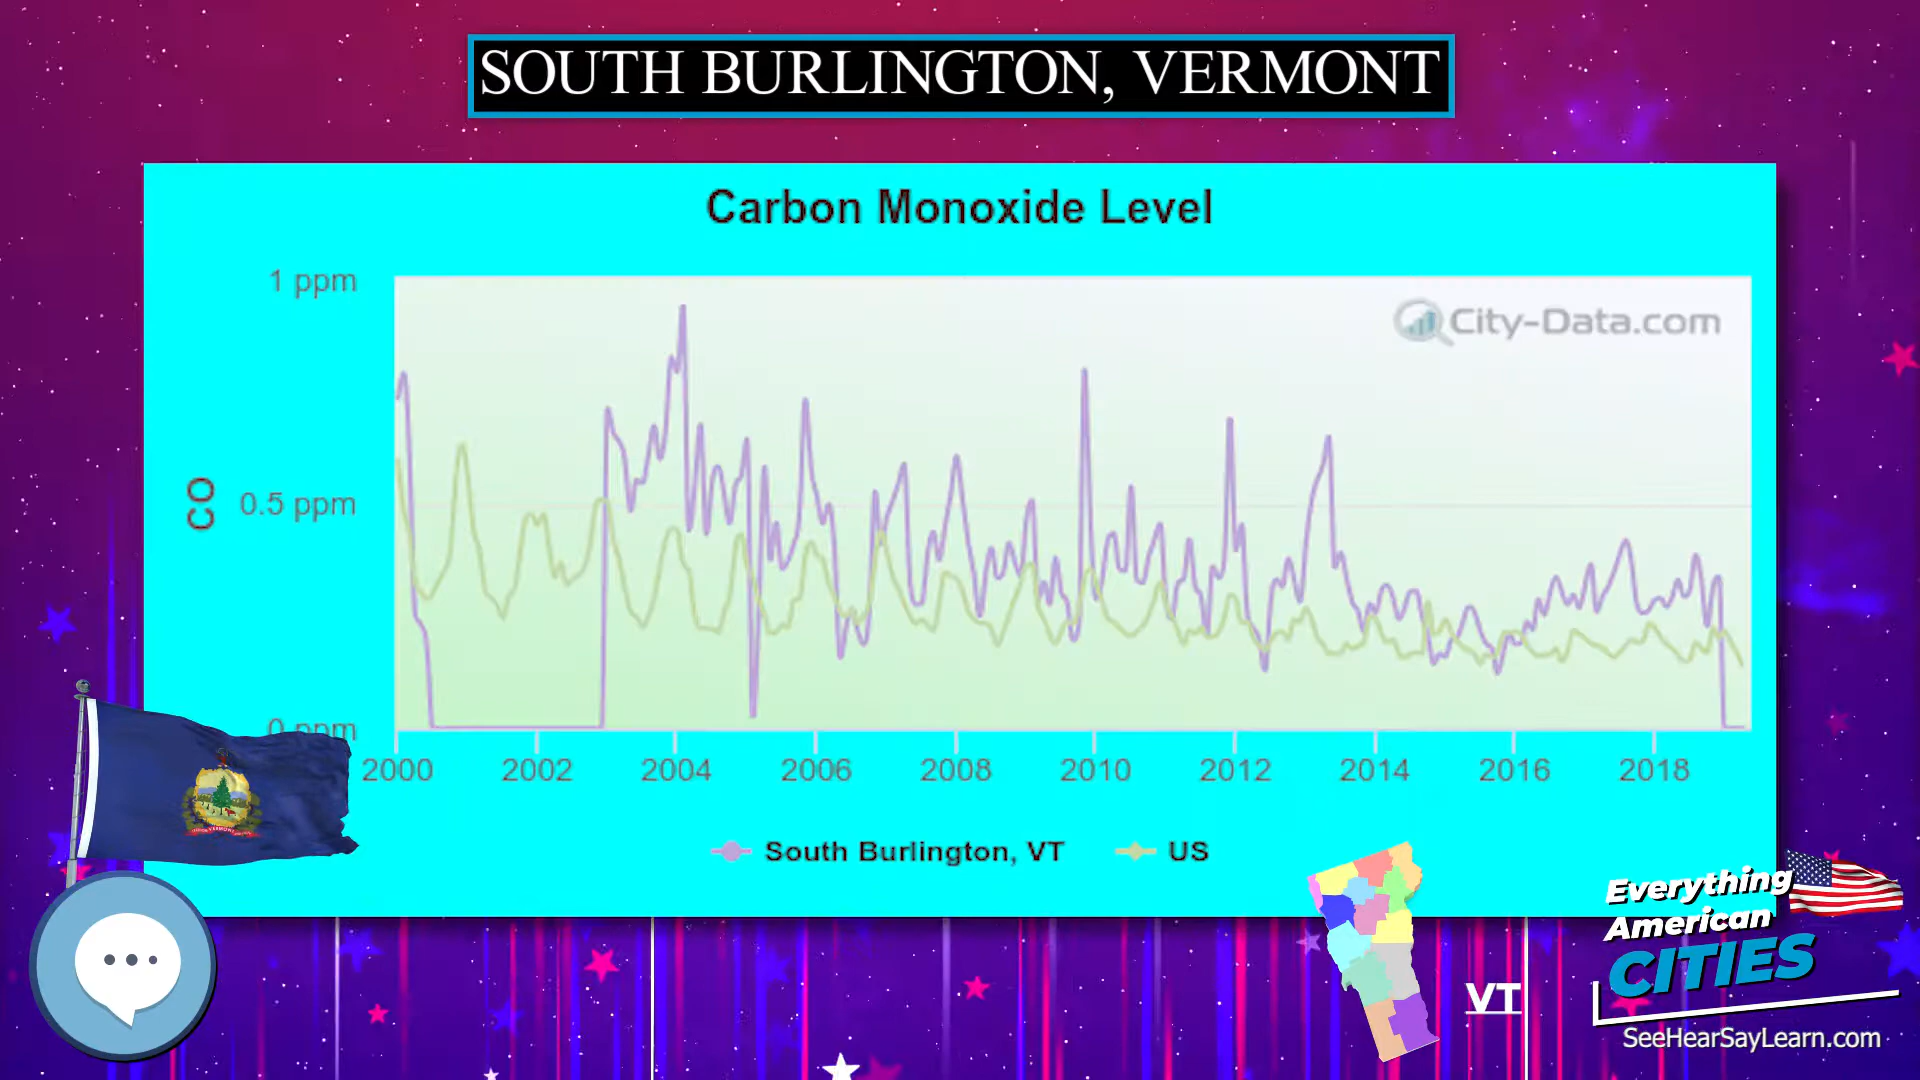 SOUTH BURLINGTON, VERMONT
Carbon Monoxide Level
1 ppm
City-Data.com
CO
0.5 ppm
0 ppm
2000 2002 2004 2006 2008 2010 2012 2014 2016 2018
South Burlington, VT US
Everything
American
CITIES
VT
SeeHearSayLearn.com